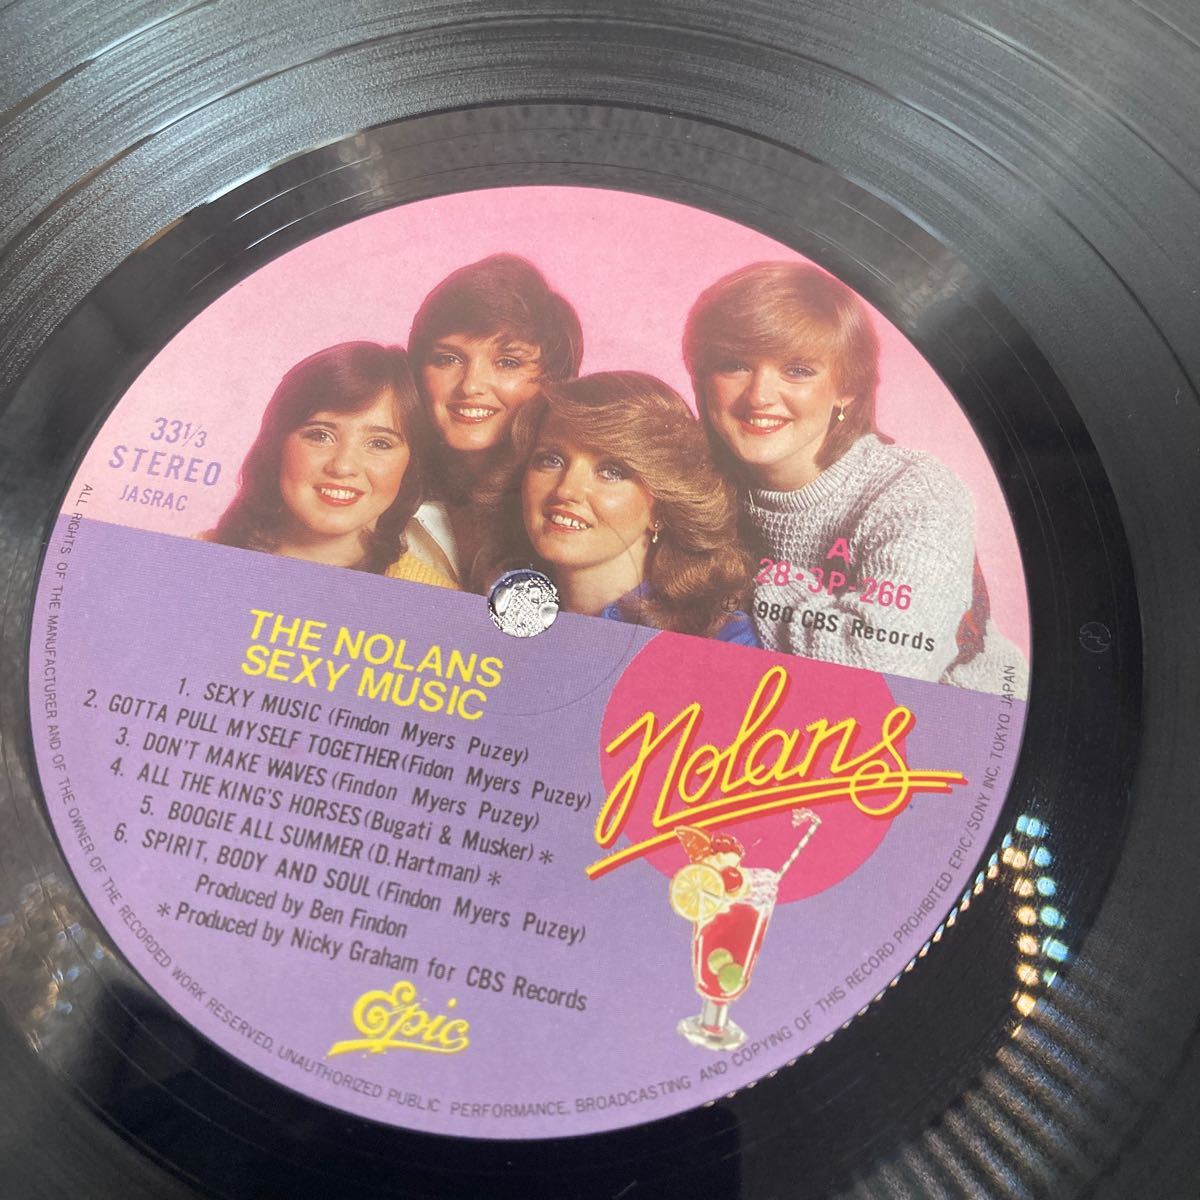 33 1/3
STEREO
JASRAC
A
28・3P-266
980 CBS Records
THE NOLANS
SEXY MUSIC
1. SEXY MUSIC (Findon Myers Puzey)
2. GOTTA PULL MYSELF TOGETHER (Fidon Myers Puzey)
3. DON'T MAKE WAVES (Findon Myers Puzey)
4. ALL THE KING'S HORSES (Bugati & Musker) *
5. BOOGIE ALL SUMMER (D. Hartman) *
6. SPIRIT, BODY AND SOUL (Findon Myers Puzey)
Produced by Ben Findon
* Produced by Nicky Graham for CBS Records
Nolans
Epic
ALL RIGHTS OF THE MANUFACTURER AND OF THE OWNER OF THE RECORDED WORK RESERVED, UNAUTHORIZED PUBLIC PERFORMANCE, BROADCASTING AND COPYING OF THIS RECORD PROHIBITED EPIC/SONY INC, TOKYO JAPAN